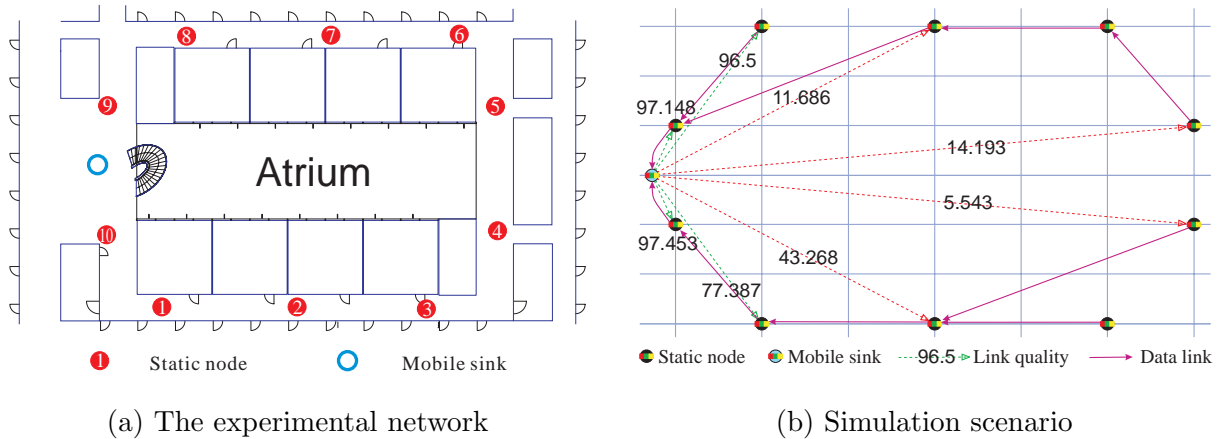 8 7 6
9 5
Atrium
10 4
1 2 3
1 Static node Mobile sink
(a) The experimental network
96.5
11.686
97.148
14.193
5.543
97.453
43.268
77.387
Static node Mobile sink 96.5 Link quality Data link
(b) Simulation scenario